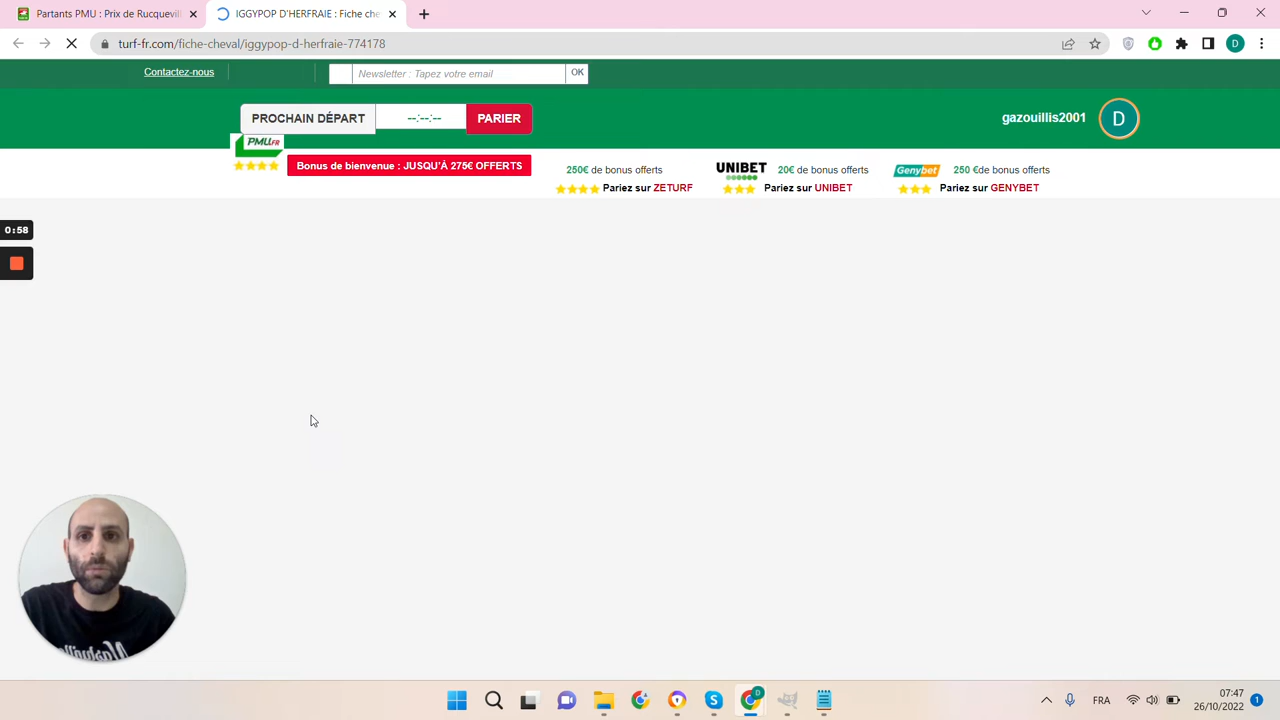 Partants PMU : Prix de Rucquevill
IGGYPOP D'HERFRAIE : Fiche che
turf-fr.com/fiche-cheval/iggypop-d-herfraie-774178
D
Contactez-nous
Newsletter : Tapez votre email
OK
PROCHAIN DÉPART
--:--:--
PARIER
gazouillis2001
D
PMU.FR
Bonus de bienvenue : JUSQU'À 275€ OFFERTS
250€ de bonus offerts
Pariez sur ZETURF
UNIBET
20€ de bonus offerts
Pariez sur UNIBET
Genybet
250 €de bonus offerts
Pariez sur GENYBET
0:58
FRA
07:47
26/10/2022
1